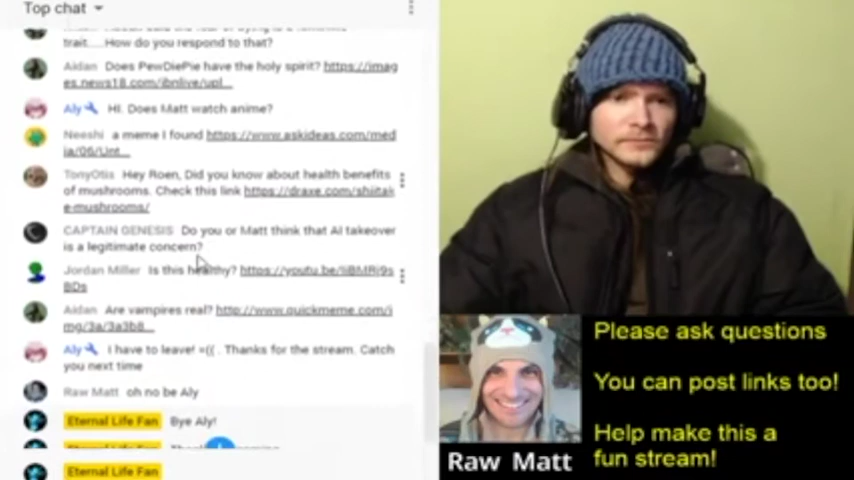 Top chat
trait.....How do you respond to that?
Aidan Does PewDiePie have the holy spirit? https://imag
es.news18.com/ibnlive/upl...
Aly HI. Does Matt watch anime?
Neeshi a meme I found https://www.askideas.com/med
ia/06/Unt...
TonyOtis Hey Roen, Did you know about health benefits
of mushrooms. Check this link https://draxe.com/shiitak
e-mushrooms/
CAPTAIN GENESIS Do you or Matt think that AI takeover
is a legitimate concern?
Jordan Miller Is this healthy?
Aidan Are vampires real? http://www.quickmeme.com/i
mg/3a/3a3b8...
Aly I have to leave! =(( . Thanks for the stream. Catch
you next time
Raw Matt oh no be Aly
Eternal Life Fan Bye Aly!
Eternal Life Fan
Please ask questions
You can post links too!
Help make this a
fun stream!
Raw Matt